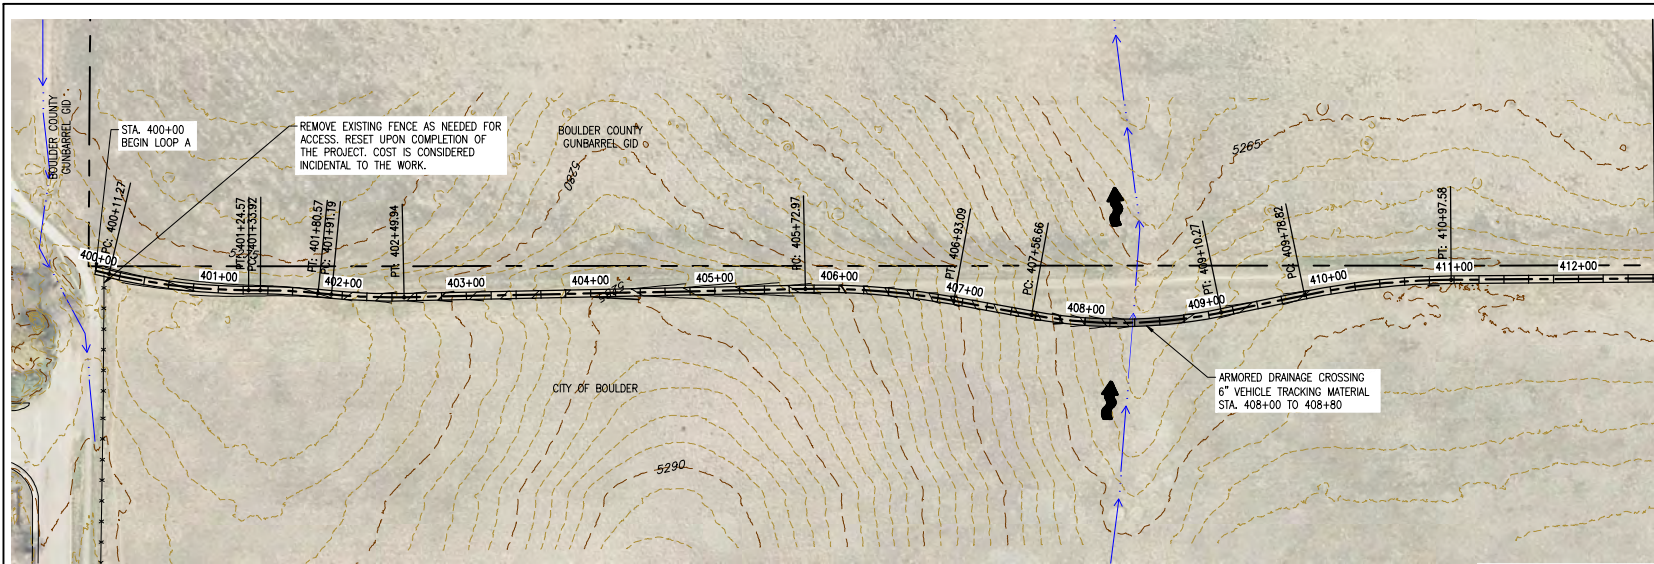 BOULDER COUNTY
GUNBARREL GID
STA. 400+00
BEGIN LOOP A
REMOVE EXISTING FENCE AS NEEDED FOR
ACCESS. RESET UPON COMPLETION OF
THE PROJECT. COST IS CONSIDERED
INCIDENTAL TO THE WORK.
BOULDER COUNTY
GUNBARREL GID
5280
5265
PC: 400+11.27
PT: 401+24.57
PC: 401+33.92
PT: 401+80.57
PC: 401+91.19
PT: 402+49.94
PC: 405+72.97
PT: 406+93.09
PC: 407+56.66
PT: 409+10.27
PC: 409+78.82
PT: 410+97.58
400+00
401+00
402+00
403+00
404+00
405+00
406+00
407+00
408+00
409+00
410+00
411+00
412+00
CITY OF BOULDER
ARMORED DRAINAGE CROSSING
6" VEHICLE TRACKING MATERIAL
STA. 408+00 TO 408+80
5290